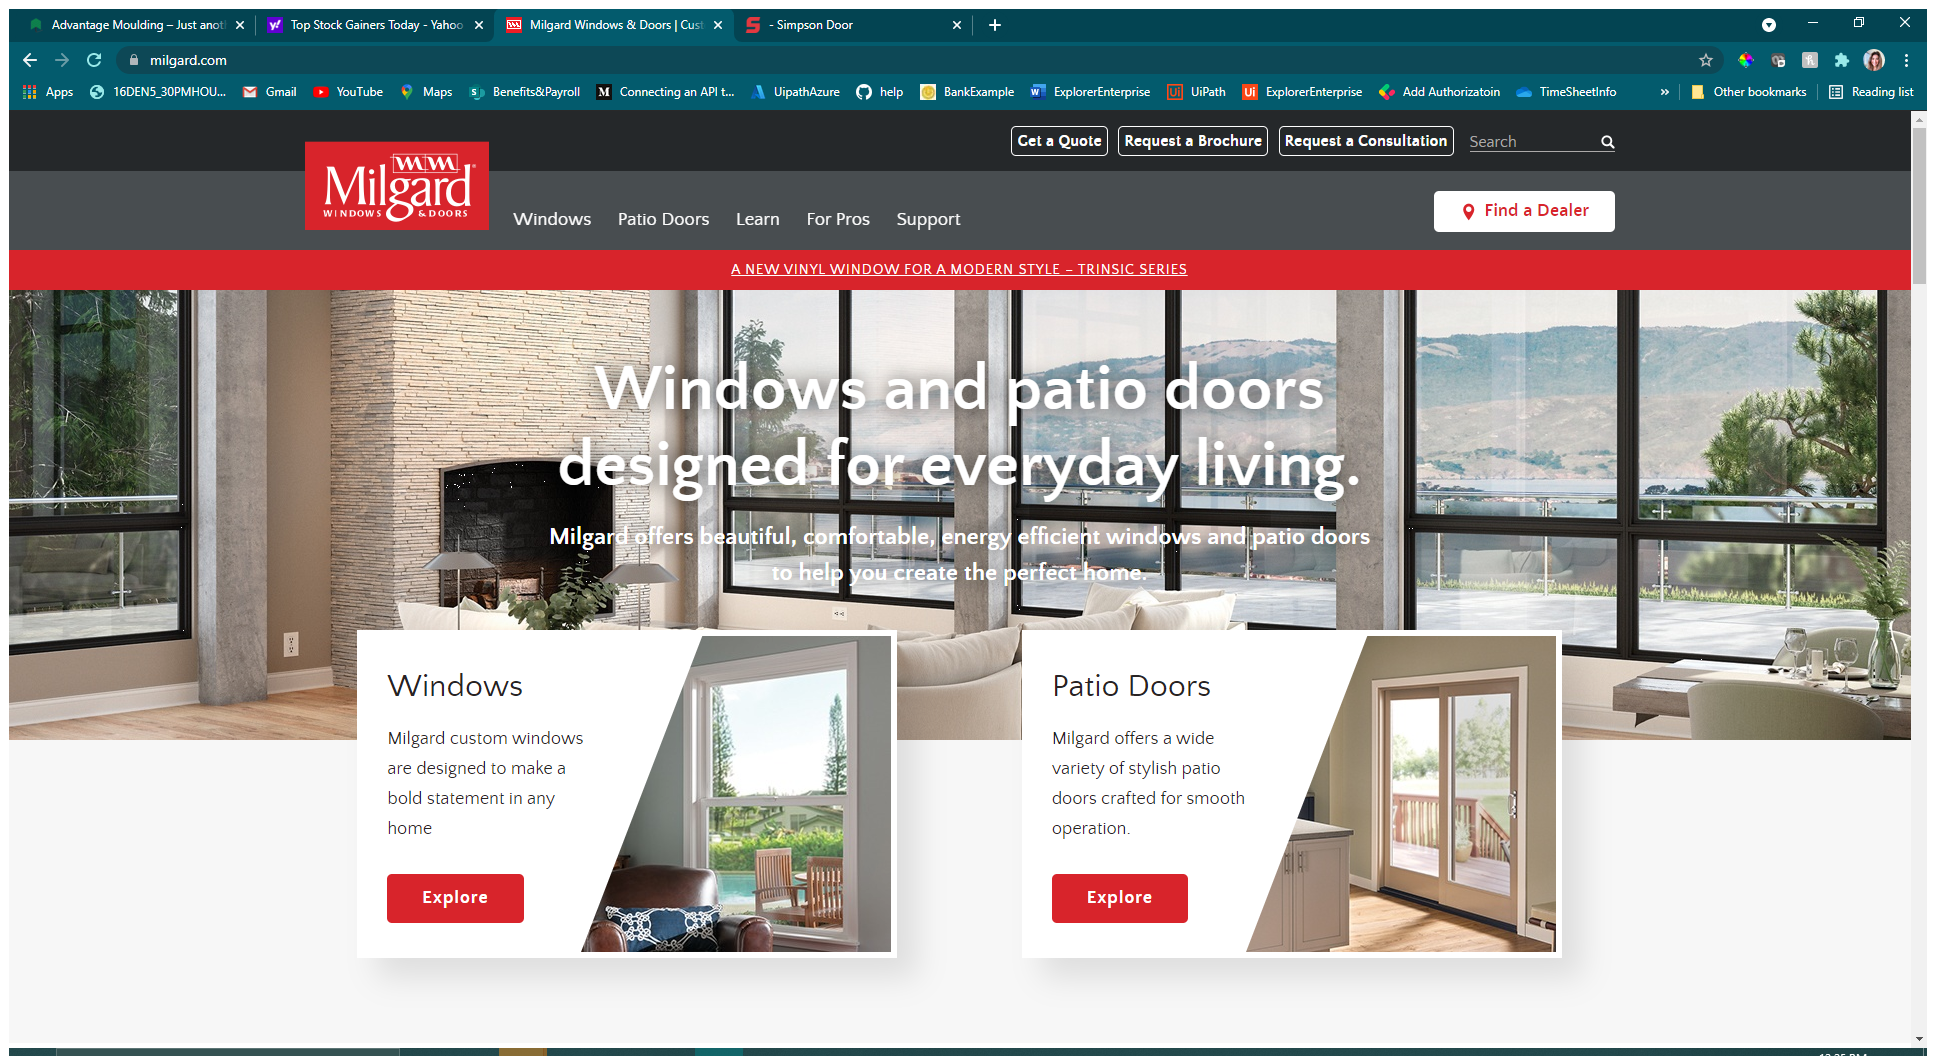 Advantage Moulding – Just anot
Top Stock Gainers Today - Yahoo
Milgard Windows & Doors | Cust
- Simpson Door
milgard.com
Apps
16DEN5_30PMHOU...
Gmail
YouTube
Maps
Benefits&Payroll
Connecting an API t...
UipathAzure
help
BankExample
ExplorerEnterprise
UiPath
ExplorerEnterprise
Add Authorizatoin
TimeSheetInfo
»
Other bookmarks
Reading list
Get a Quote
Request a Brochure
Request a Consultation
Search
Milgard
WINDOWS & DOORS
Windows
Patio Doors
Learn
For Pros
Support
Find a Dealer
A NEW VINYL WINDOW FOR A MODERN STYLE – TRINSIC SERIES
Windows and patio doors
designed for everyday living.
Milgard offers beautiful, comfortable, energy efficient windows and patio doors
to help you create the perfect home.
Windows
Milgard custom windows
are designed to make a
bold statement in any
home
Explore
Patio Doors
Milgard offers a wide
variety of stylish patio
doors crafted for smooth
operation.
Explore